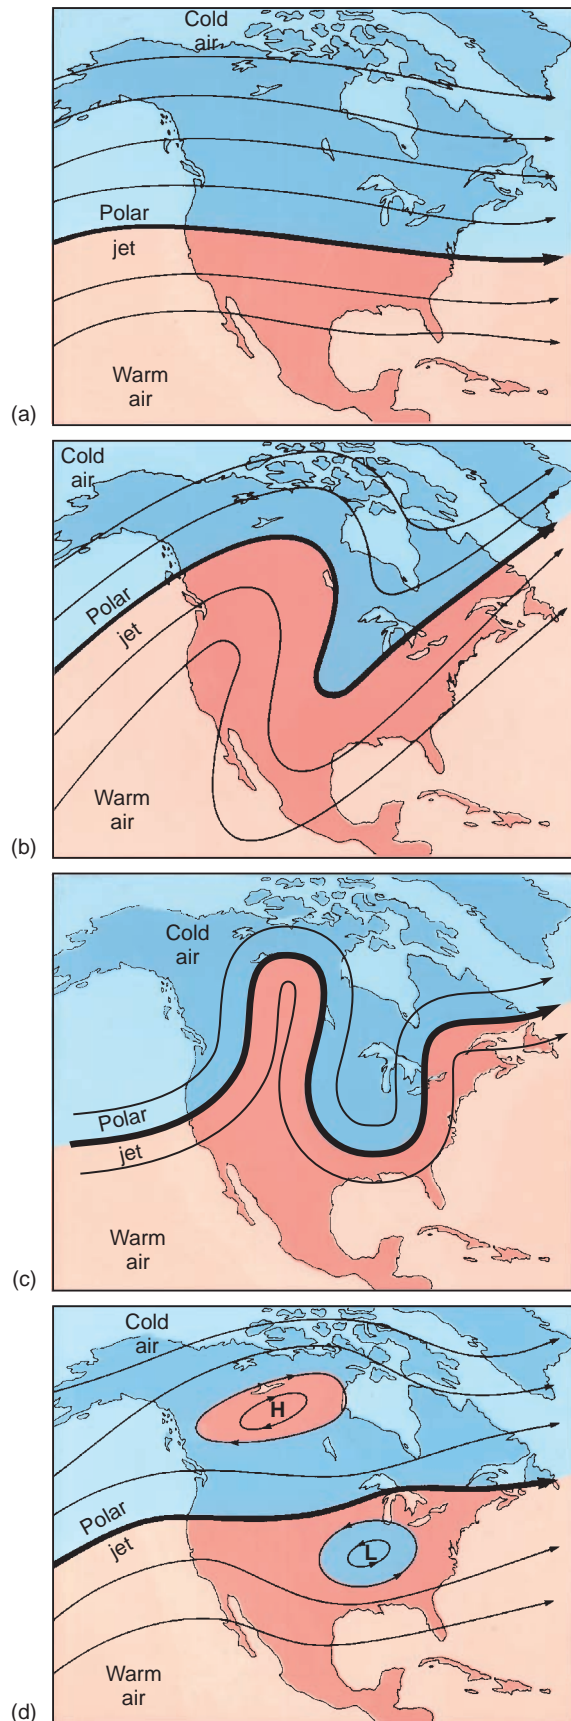 Cold
air
Polar
jet
Warm
air
(a)
Cold
air
Polar
jet
Warm
air
(b)
Cold
air
Polar
jet
Warm
air
(c)
Cold
air
H
Polar
jet
L
Warm
air
(d)